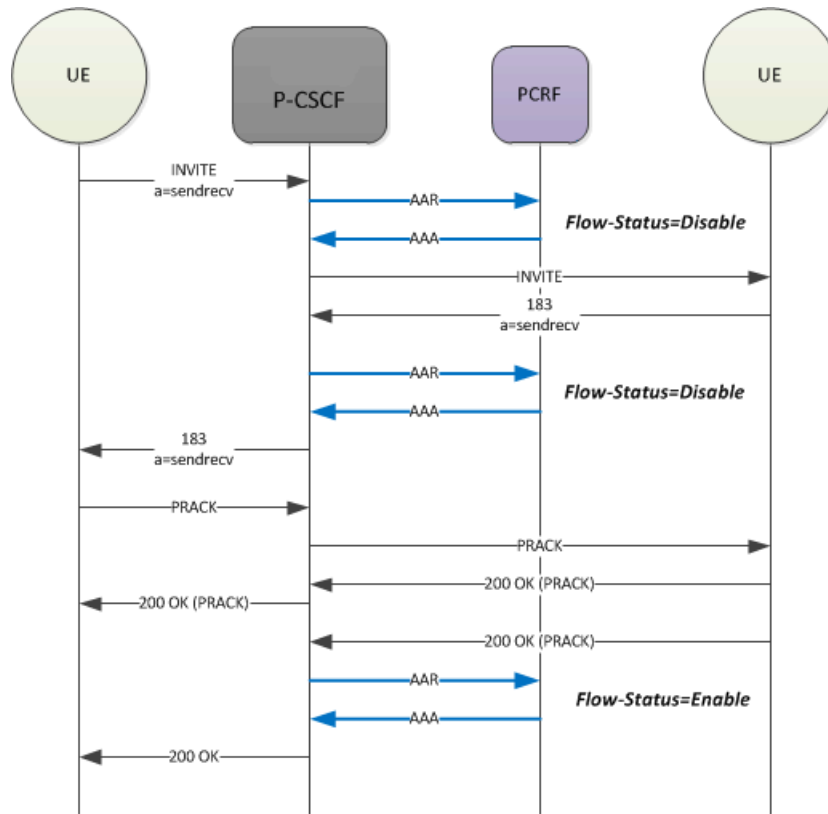 UE
P-CSCF
PCRF
UE
INVITE
a=sendrecv
AAR
Flow-Status=Disable
AAA
INVITE
183
a=sendrecv
AAR
Flow-Status=Disable
AAA
183
a=sendrecv
PRACK
PRACK
200 OK (PRACK)
200 OK (PRACK)
200 OK (PRACK)
AAR
Flow-Status=Enable
AAA
200 OK